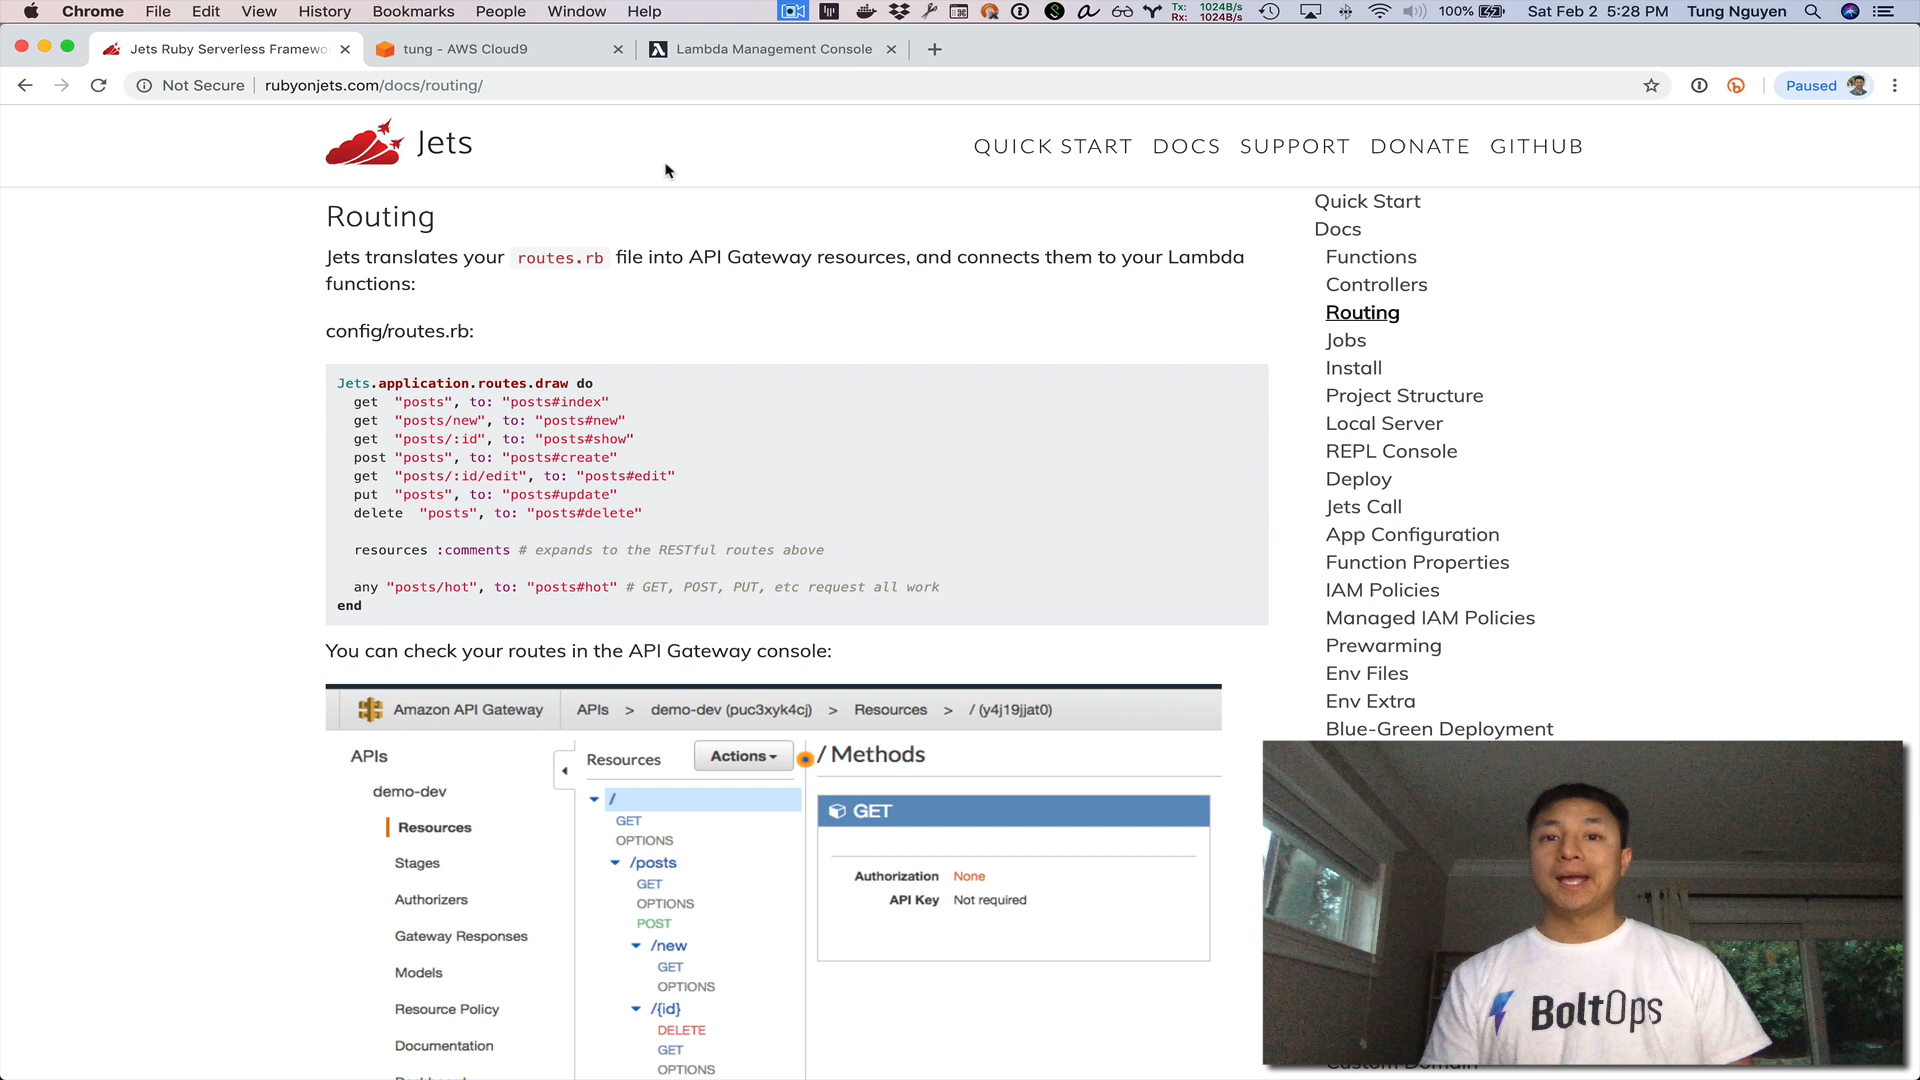 Chrome File Edit View History Bookmarks People Window Help
Tx: 1024B/s
Rx: 1024B/s
100% Sat Feb 2 5:28 PM Tung Nguyen
Jets Ruby Serverless Framewo
tung - AWS Cloud9
Lambda Management Console
Not Secure rubyonjets.com/docs/routing/
Paused
Jets
QUICK START DOCS SUPPORT DONATE GITHUB
Routing
Jets translates your routes.rb file into API Gateway resources, and connects them to your Lambda
functions:
config/routes.rb:
Jets.application.routes.draw do
get "posts", to: "posts#index"
get "posts/new", to: "posts#new"
get "posts/:id", to: "posts#show"
post "posts", to: "posts#create"
get "posts/:id/edit", to: "posts#edit"
put "posts", to: "posts#update"
delete "posts", to: "posts#delete"
resources :comments # expands to the RESTful routes above
any "posts/hot", to: "posts#hot" # GET, POST, PUT, etc request all work
end
You can check your routes in the API Gateway console:
Amazon API Gateway APIs > demo-dev (puc3xyk4cj) > Resources > / (y4j19jjat0)
APIs
demo-dev
Resources
Stages
Authorizers
Gateway Responses
Models
Resource Policy
Documentation
Resources
Actions
/
GET
OPTIONS
/posts
GET
OPTIONS
POST
/new
GET
OPTIONS
/{id}
DELETE
GET
OPTIONS
/ Methods
GET
Authorization None
API Key Not required
Quick Start
Docs
Functions
Controllers
Routing
Jobs
Install
Project Structure
Local Server
REPL Console
Deploy
Jets Call
App Configuration
Function Properties
IAM Policies
Managed IAM Policies
Prewarming
Env Files
Env Extra
Blue-Green Deployment
BoltOps